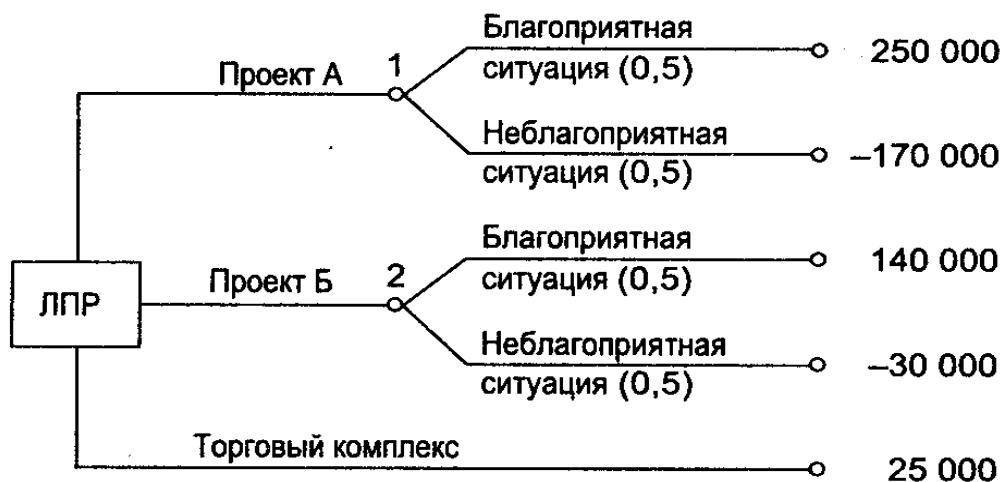 Благоприятная
250 000
Проект А
1
ситуация (0,5)
Неблагоприятная
–170 000
ситуация (0,5)
Благоприятная
140 000
Проект Б
2
ситуация (0,5)
ЛПР
Неблагоприятная
–30 000
ситуация (0,5)
Торговый комплекс
25 000